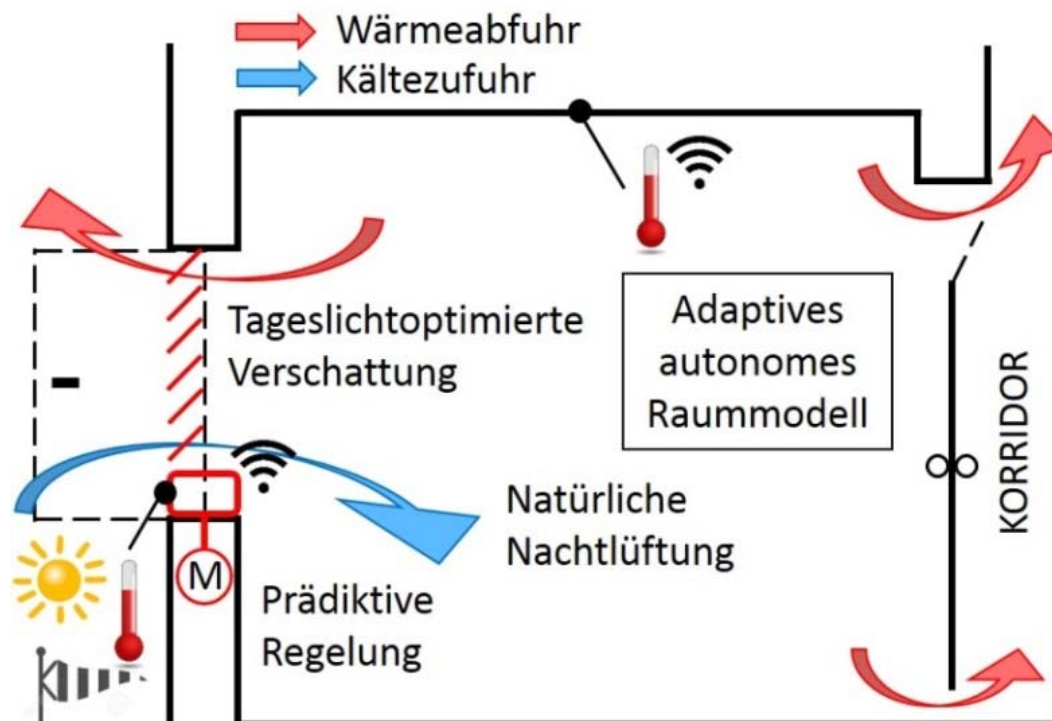 Wärmeabfuhr
Kältezufuhr
Tageslichtoptimierte
Verschattung
Adaptives
autonomes
Raummodell
KORRIDOR
Natürliche
Nachtlüftung
M
Prädiktive
Regelung